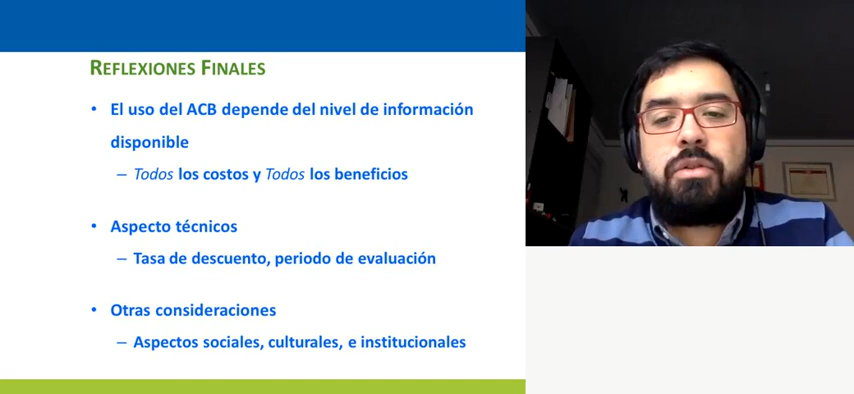 REFLEXIONES FINALES
• El uso del ACB depende del nivel de información
disponible
– Todos los costos y Todos los beneficios
• Aspecto técnicos
– Tasa de descuento, periodo de evaluación
• Otras consideraciones
– Aspectos sociales, culturales, e institucionales